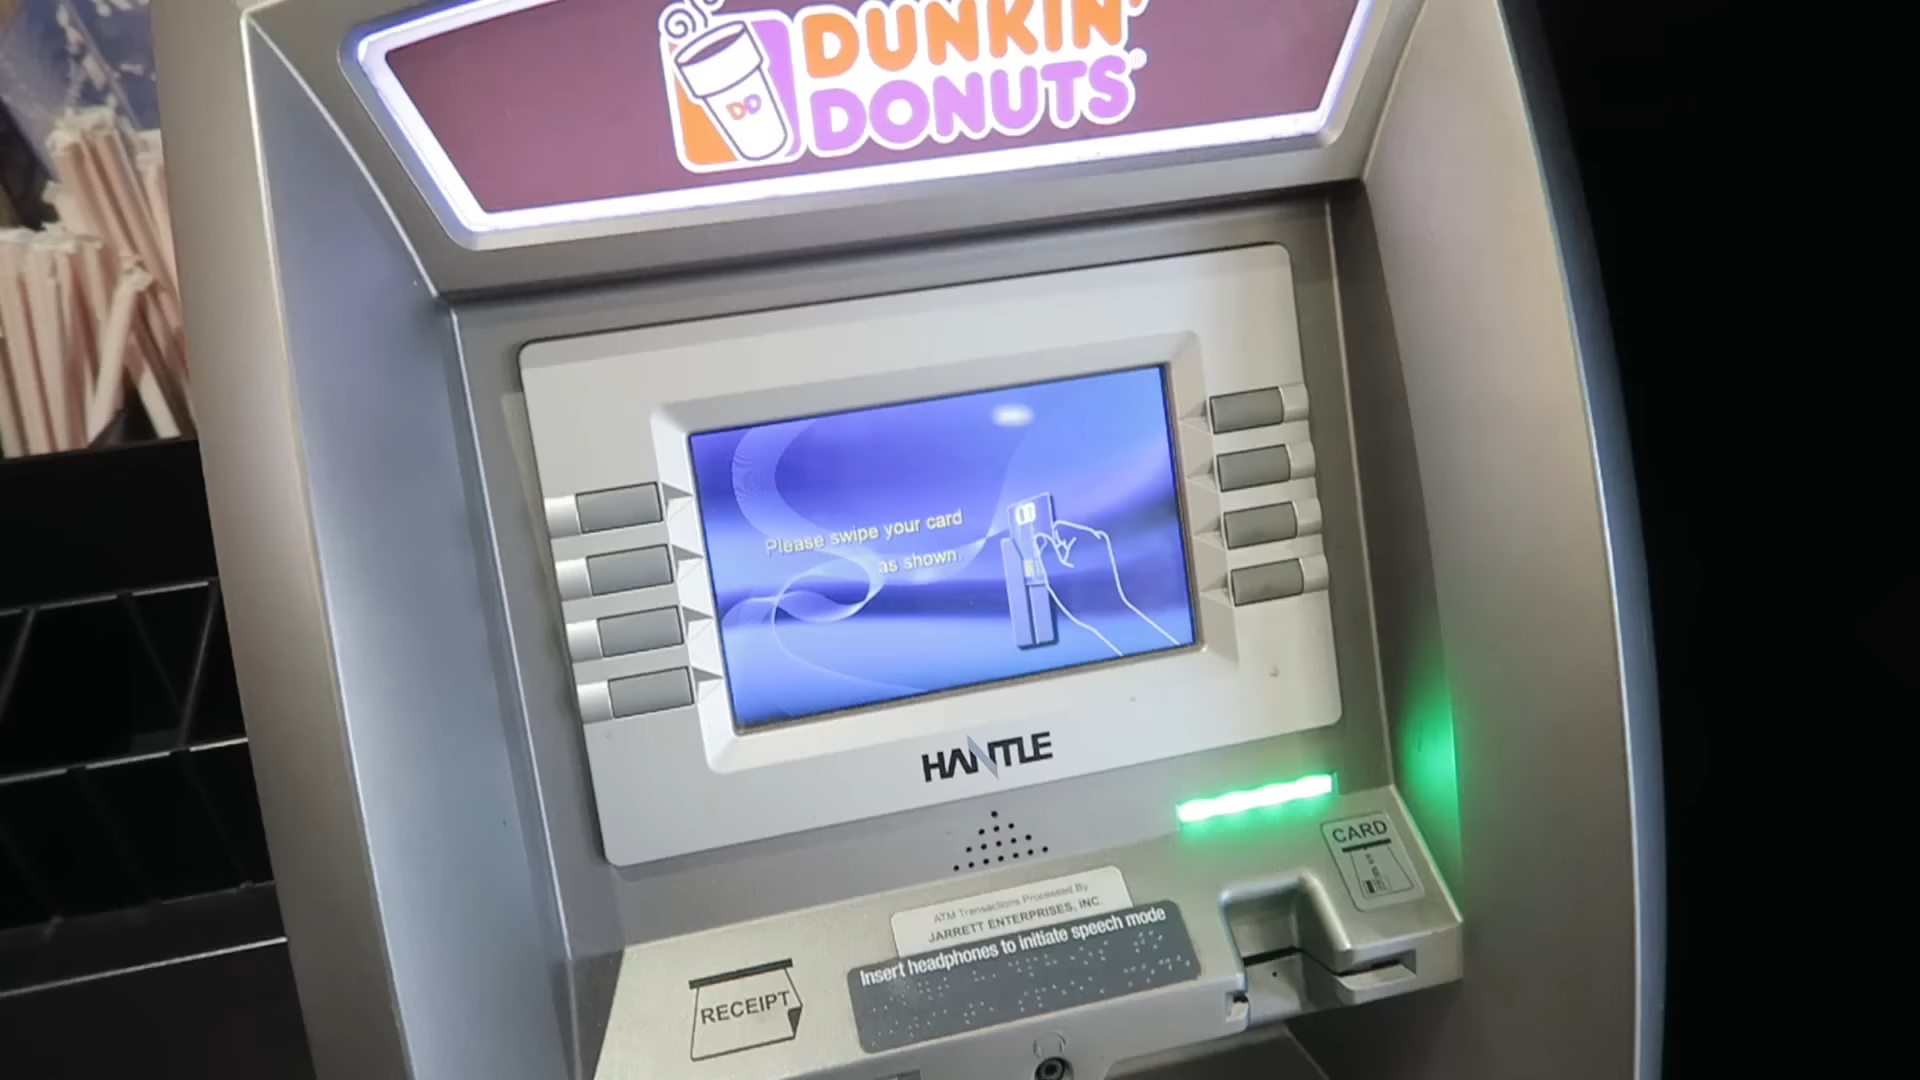 DUNKIN'
DONUTS
DD
Please swipe your card
as shown.
HANTLE
CARD
ATM Transactions Processed By
JARRETT ENTERPRISES, INC.
Insert headphones to initiate speech mode
RECEIPT